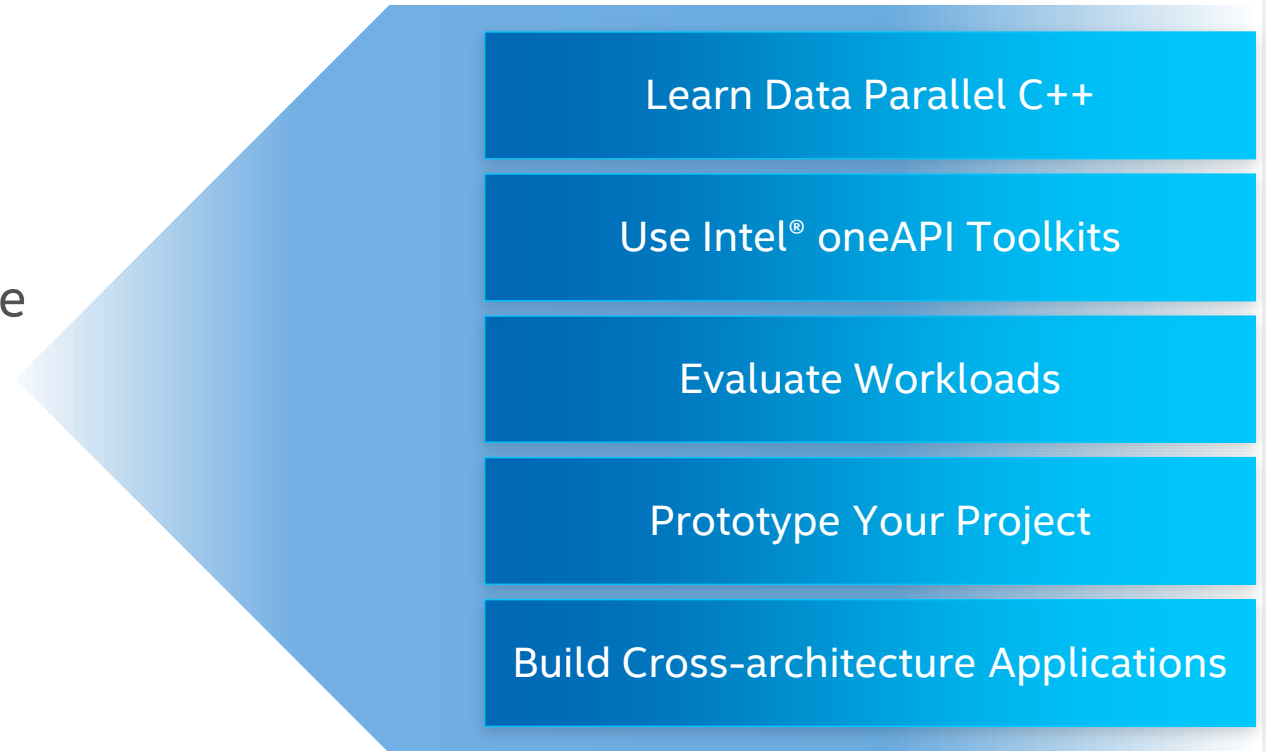 Learn Data Parallel C++
Use Intel® oneAPI Toolkits
e
Evaluate Workloads
Prototype Your Project
Build Cross-architecture Applications